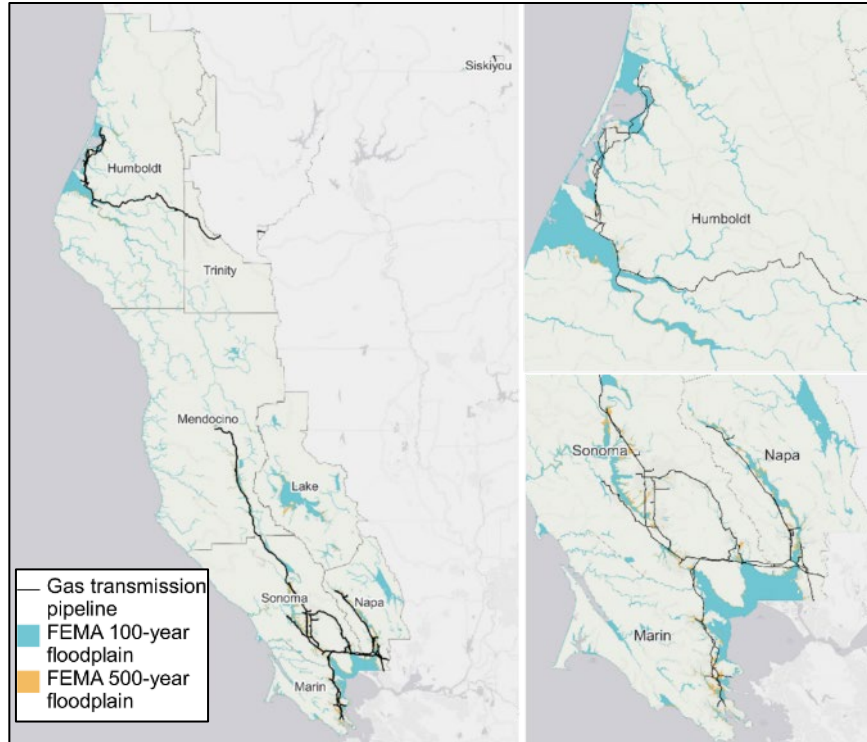 Siskiyou
Humboldt
Trinity
Mendocino
Lake
Sonoma
Napa
Marin
Gas transmission
pipeline
FEMA 100-year
floodplain
FEMA 500-year
floodplain
Humboldt
Sonoma
Napa
Marin